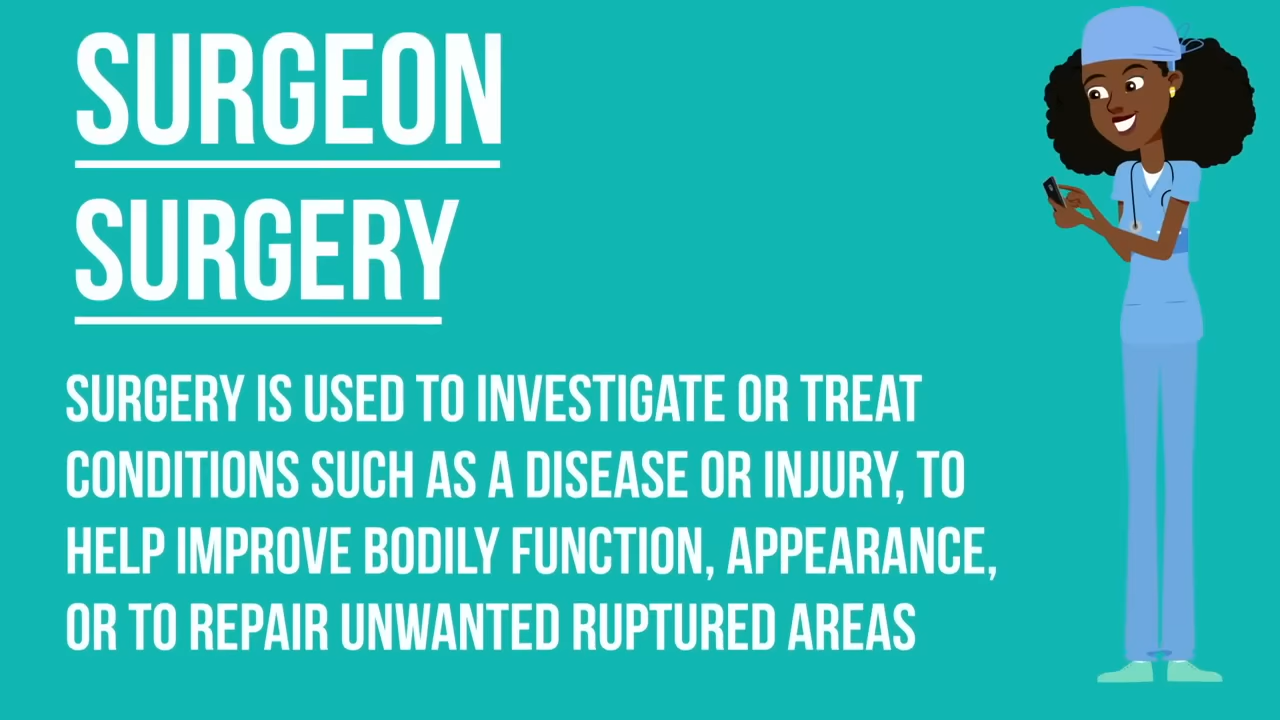 SURGEON
SURGERY
SURGERY IS USED TO INVESTIGATE OR TREAT
CONDITIONS SUCH AS A DISEASE OR INJURY, TO
HELP IMPROVE BODILY FUNCTION, APPEARANCE,
OR TO REPAIR UNWANTED RUPTURED AREAS